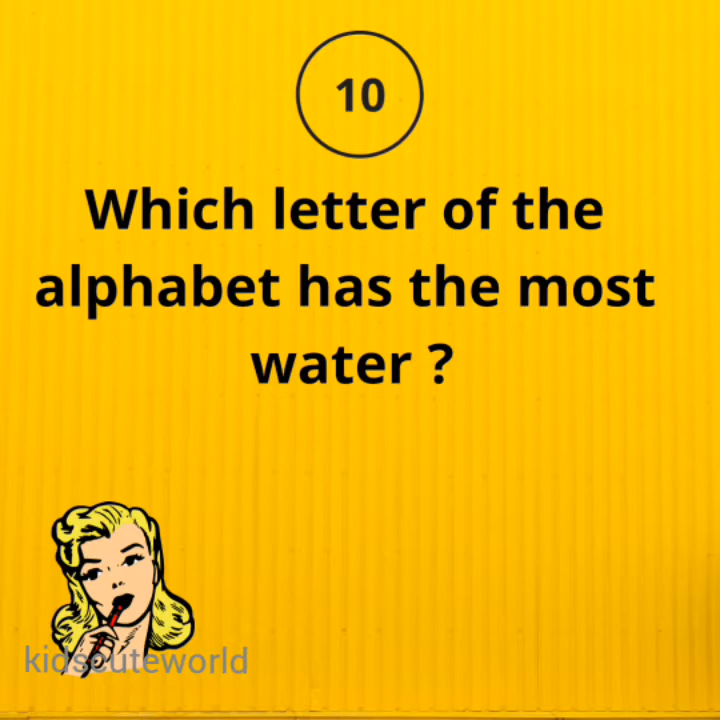 10
Which letter of the
alphabet has the most
water ?
kidscuteworld